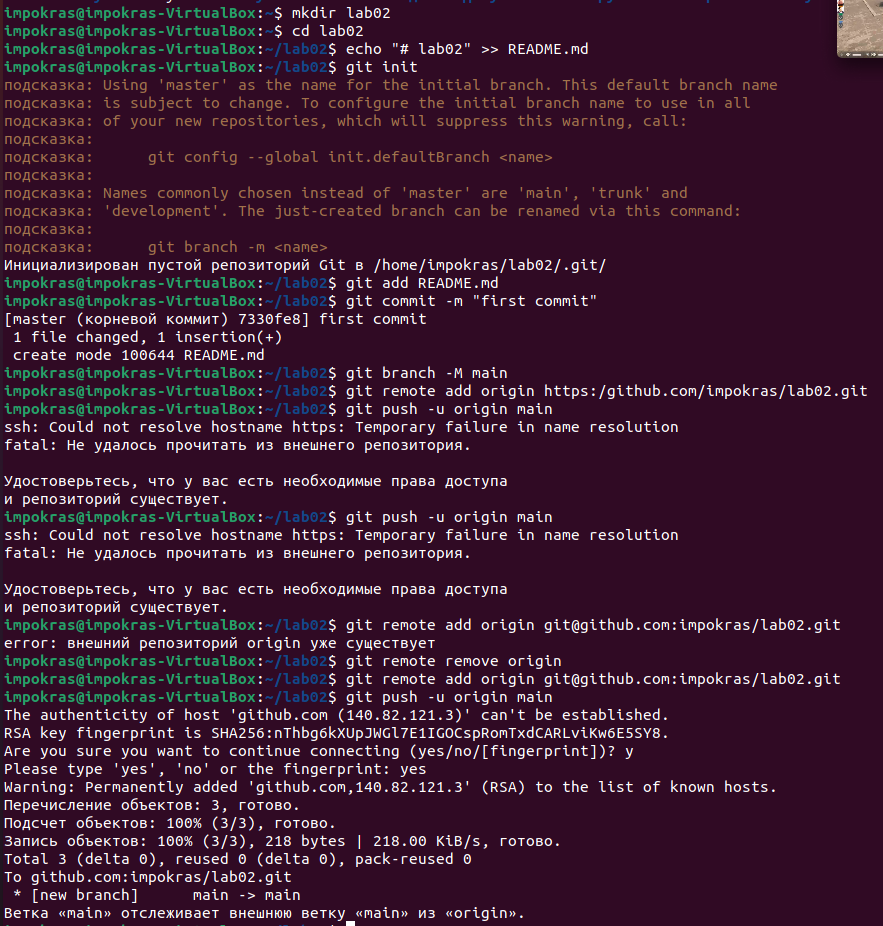 impokras@impokras-VirtualBox:~$ mkdir lab02
impokras@impokras-VirtualBox:~$ cd lab02
impokras@impokras-VirtualBox:~/lab02$ echo "# lab02" >> README.md
impokras@impokras-VirtualBox:~/lab02$ git init
подсказка: Using 'master' as the name for the initial branch. This default branch name
подсказка: is subject to change. To configure the initial branch name to use in all
подсказка: of your new repositories, which will suppress this warning, call:
подсказка:
подсказка:      git config --global init.defaultBranch <name>
подсказка:
подсказка: Names commonly chosen instead of 'master' are 'main', 'trunk' and
подсказка: 'development'. The just-created branch can be renamed via this command:
подсказка:
подсказка:      git branch -m <name>
Инициализирован пустой репозиторий Git в /home/impokras/lab02/.git/
impokras@impokras-VirtualBox:~/lab02$ git add README.md
impokras@impokras-VirtualBox:~/lab02$ git commit -m "first commit"
[master (корневой коммит) 7330fe8] first commit
 1 file changed, 1 insertion(+)
 create mode 100644 README.md
impokras@impokras-VirtualBox:~/lab02$ git branch -M main
impokras@impokras-VirtualBox:~/lab02$ git remote add origin https:/github.com/impokras/lab02.git
impokras@impokras-VirtualBox:~/lab02$ git push -u origin main
ssh: Could not resolve hostname https: Temporary failure in name resolution
fatal: Не удалось прочитать из внешнего репозитория.

Удостоверьтесь, что у вас есть необходимые права доступа
и репозиторий существует.
impokras@impokras-VirtualBox:~/lab02$ git push -u origin main
ssh: Could not resolve hostname https: Temporary failure in name resolution
fatal: Не удалось прочитать из внешнего репозитория.

Удостоверьтесь, что у вас есть необходимые права доступа
и репозиторий существует.
impokras@impokras-VirtualBox:~/lab02$ git remote add origin git@github.com:impokras/lab02.git
error: внешний репозиторий origin уже существует
impokras@impokras-VirtualBox:~/lab02$ git remote remove origin
impokras@impokras-VirtualBox:~/lab02$ git remote add origin git@github.com:impokras/lab02.git
impokras@impokras-VirtualBox:~/lab02$ git push -u origin main
The authenticity of host 'github.com (140.82.121.3)' can't be established.
RSA key fingerprint is SHA256:nThbg6kXUpJWGl7E1IGOCspRomTxdCARLviKw6E5SY8.
Are you sure you want to continue connecting (yes/no/[fingerprint])? y
Please type 'yes', 'no' or the fingerprint: yes
Warning: Permanently added 'github.com,140.82.121.3' (RSA) to the list of known hosts.
Перечисление объектов: 3, готово.
Подсчет объектов: 100% (3/3), готово.
Запись объектов: 100% (3/3), 218 bytes | 218.00 KiB/s, готово.
Total 3 (delta 0), reused 0 (delta 0), pack-reused 0
To github.com:impokras/lab02.git
 * [new branch]      main -> main
Ветка «main» отслеживает внешнюю ветку «main» из «origin».